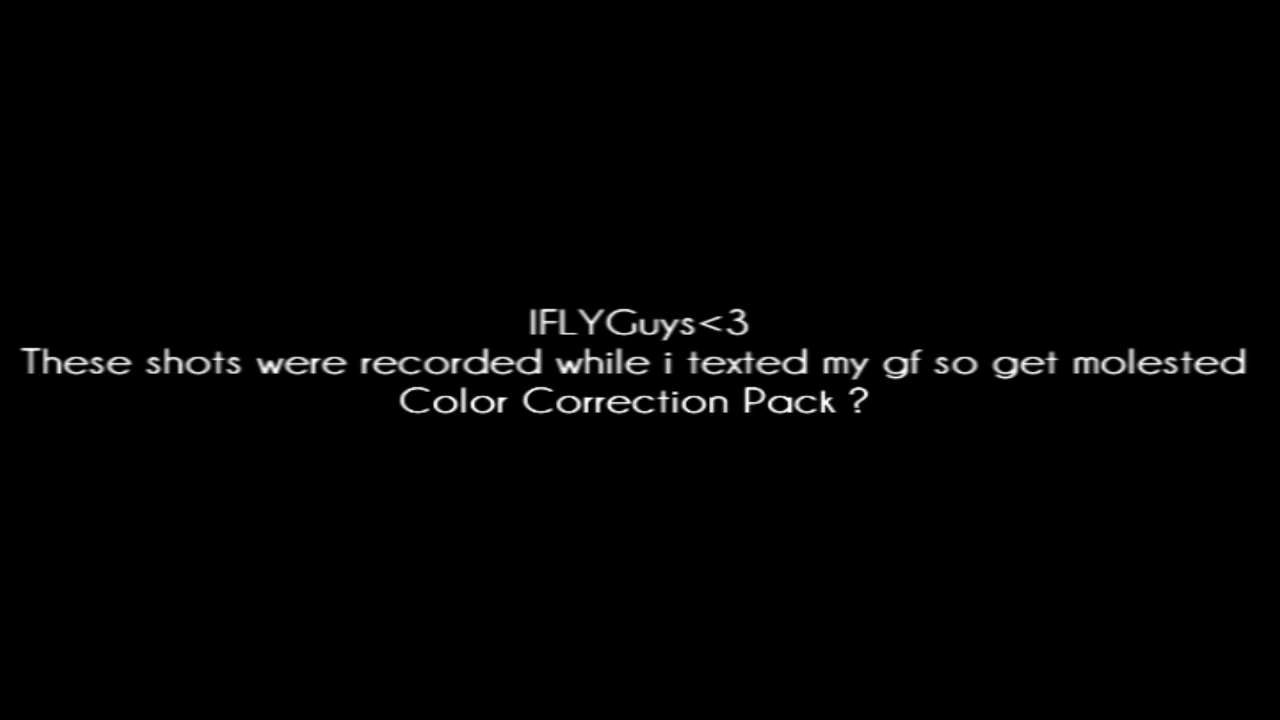 IFLYGuys<3
These shots were recorded while i texted my gf so get molested
Color Correction Pack ?